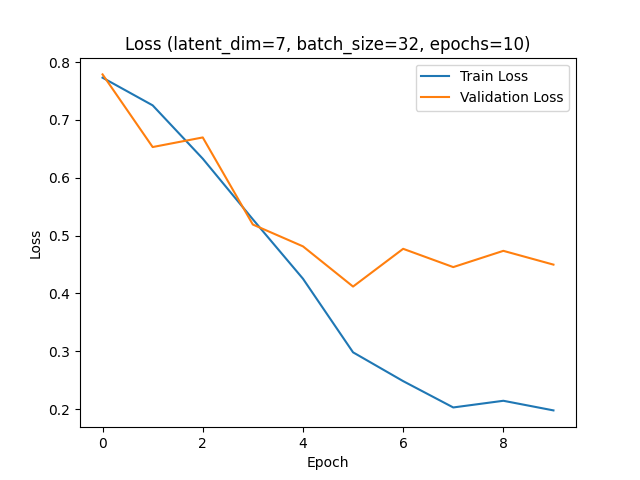 Loss (latent_dim=7, batch_size=32, epochs=10)
Train Loss
Validation Loss
0.8
0.7
0.6
0.5
0.4
0.3
0.2
Loss
0 2 4 6 8
Epoch